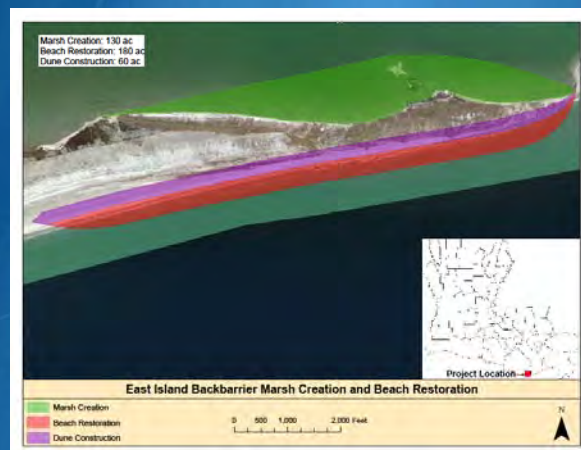 Marsh Creation: 130 ac
Beach Restoration: 180 ac
Dune Construction: 60 ac
Project Location
East Island Backbarrier Marsh Creation and Beach Restoration
Marsh Creation
Beach Restoration
Dune Construction
0 500 1,000 2,000 Feet
N